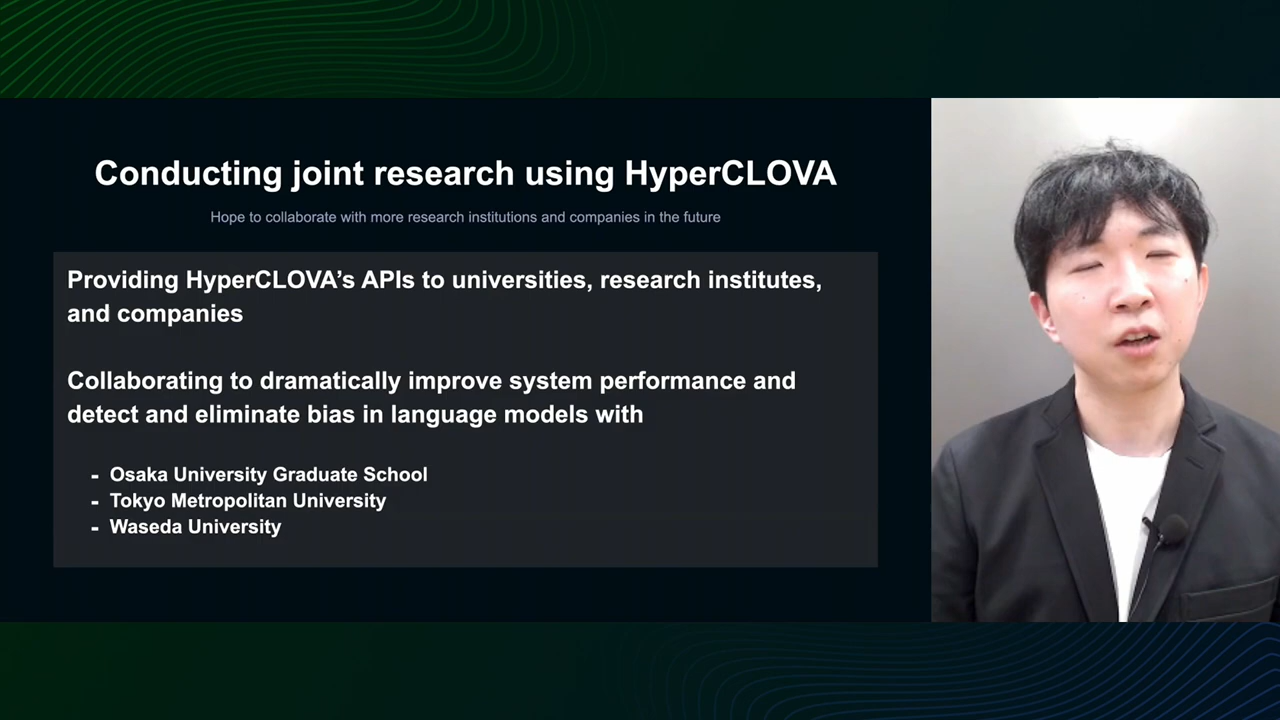 Conducting joint research using HyperCLOVA
Hope to collaborate with more research institutions and companies in the future
Providing HyperCLOVA’s APIs to universities, research institutes,
and companies
Collaborating to dramatically improve system performance and
detect and eliminate bias in language models with
- Osaka University Graduate School
- Tokyo Metropolitan University
- Waseda University